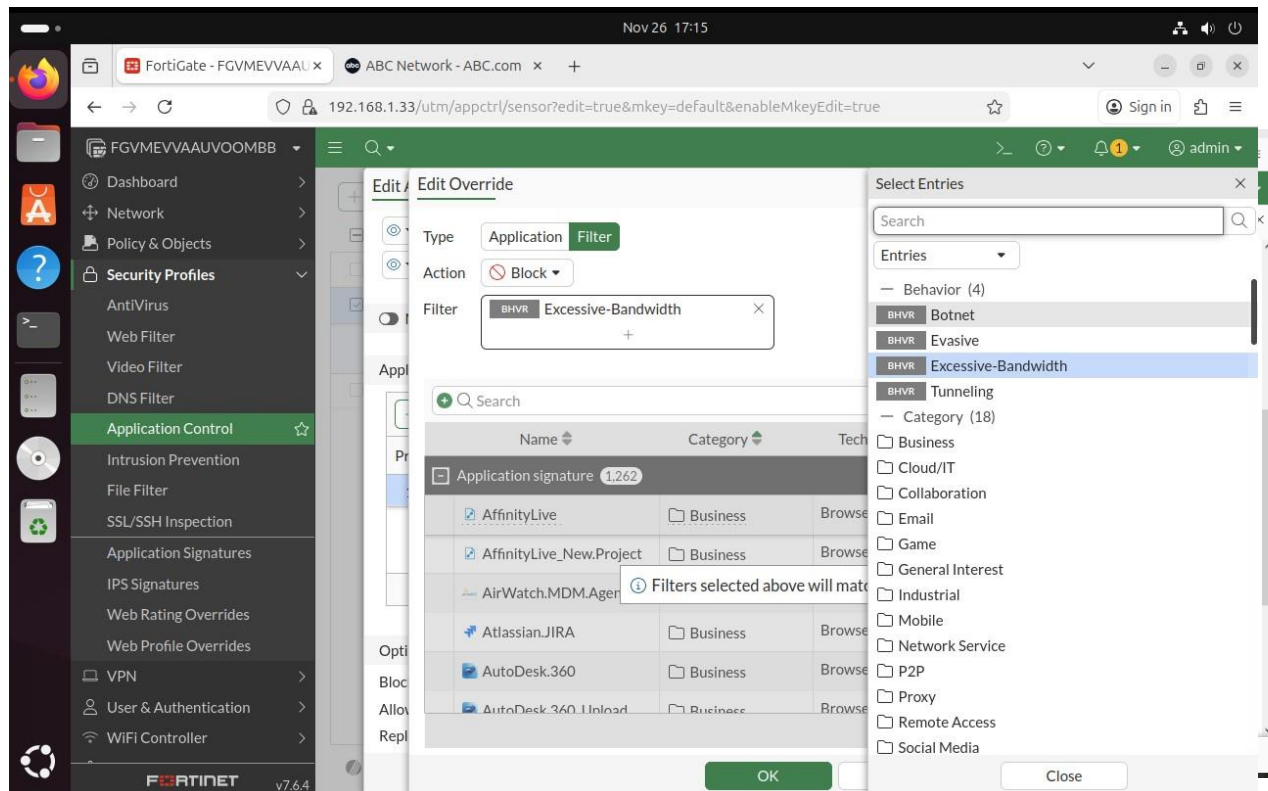 Nov 26 17:15
FortiGate - FGVMEVVAAU
ABC Network - ABC.com
192.168.1.33/utm/appctrl/sensor?edit=true&mkey=default&enableMkeyEdit=true
Sign in
FGVMEVVAAUVOOMBB
1
admin
Dashboard
Network
Policy & Objects
Security Profiles
AntiVirus
Web Filter
Video Filter
DNS Filter
Application Control
Intrusion Prevention
File Filter
SSL/SSH Inspection
Application Signatures
IPS Signatures
Web Rating Overrides
Web Profile Overrides
VPN
User & Authentication
WiFi Controller
FORTINET v7.6.4
Edit
Appl
Pr
Opti
Bloc
Allov
Repl
Edit Override
Type Application Filter
Action Block
Filter BHVR Excessive-Bandwidth
Search
Name Category Tech
Application signature 1,262
AffinityLive Business Browse
AffinityLive_New.Project Business Browse
AirWatch.MDM.Agen
Filters selected above will matc
Atlassian.JIRA Business Browse
AutoDesk.360 Business Browse
AutoDesk.360_Upload Business Browse
OK
Select Entries
Search
Entries
Behavior (4)
BHVR Botnet
BHVR Evasive
BHVR Excessive-Bandwidth
BHVR Tunneling
Category (18)
Business
Cloud/IT
Collaboration
Email
Game
General Interest
Industrial
Mobile
Network Service
P2P
Proxy
Remote Access
Social Media
Close